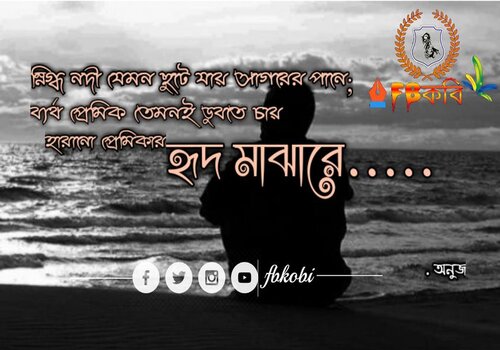 স্নিগ্ধ নদী যেমন ছুটে যায় সাগরের পানে;
ব্যর্থ প্রেমিক তেমনই ডুবতে চায়
হারানো প্রেমিকার হৃদ মাঝারে.....
FBকবি
fbkobi
. অনুজ